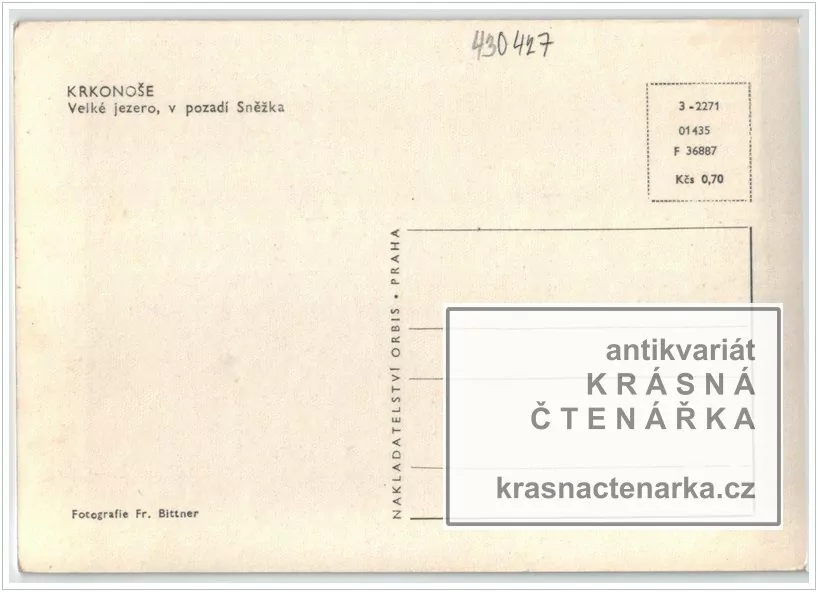 430427
KRKONOŠE
Velké jezero, v pozadí Sněžka
3-2271
01435
F 36887
Kčs 0,70
NAKLADATELSTVÍ ORBIS • PRAHA
antikvariát
KRÁSNÁ
ČTENÁŘKA
krasnactenarka.cz
Fotografie Fr. Bittner